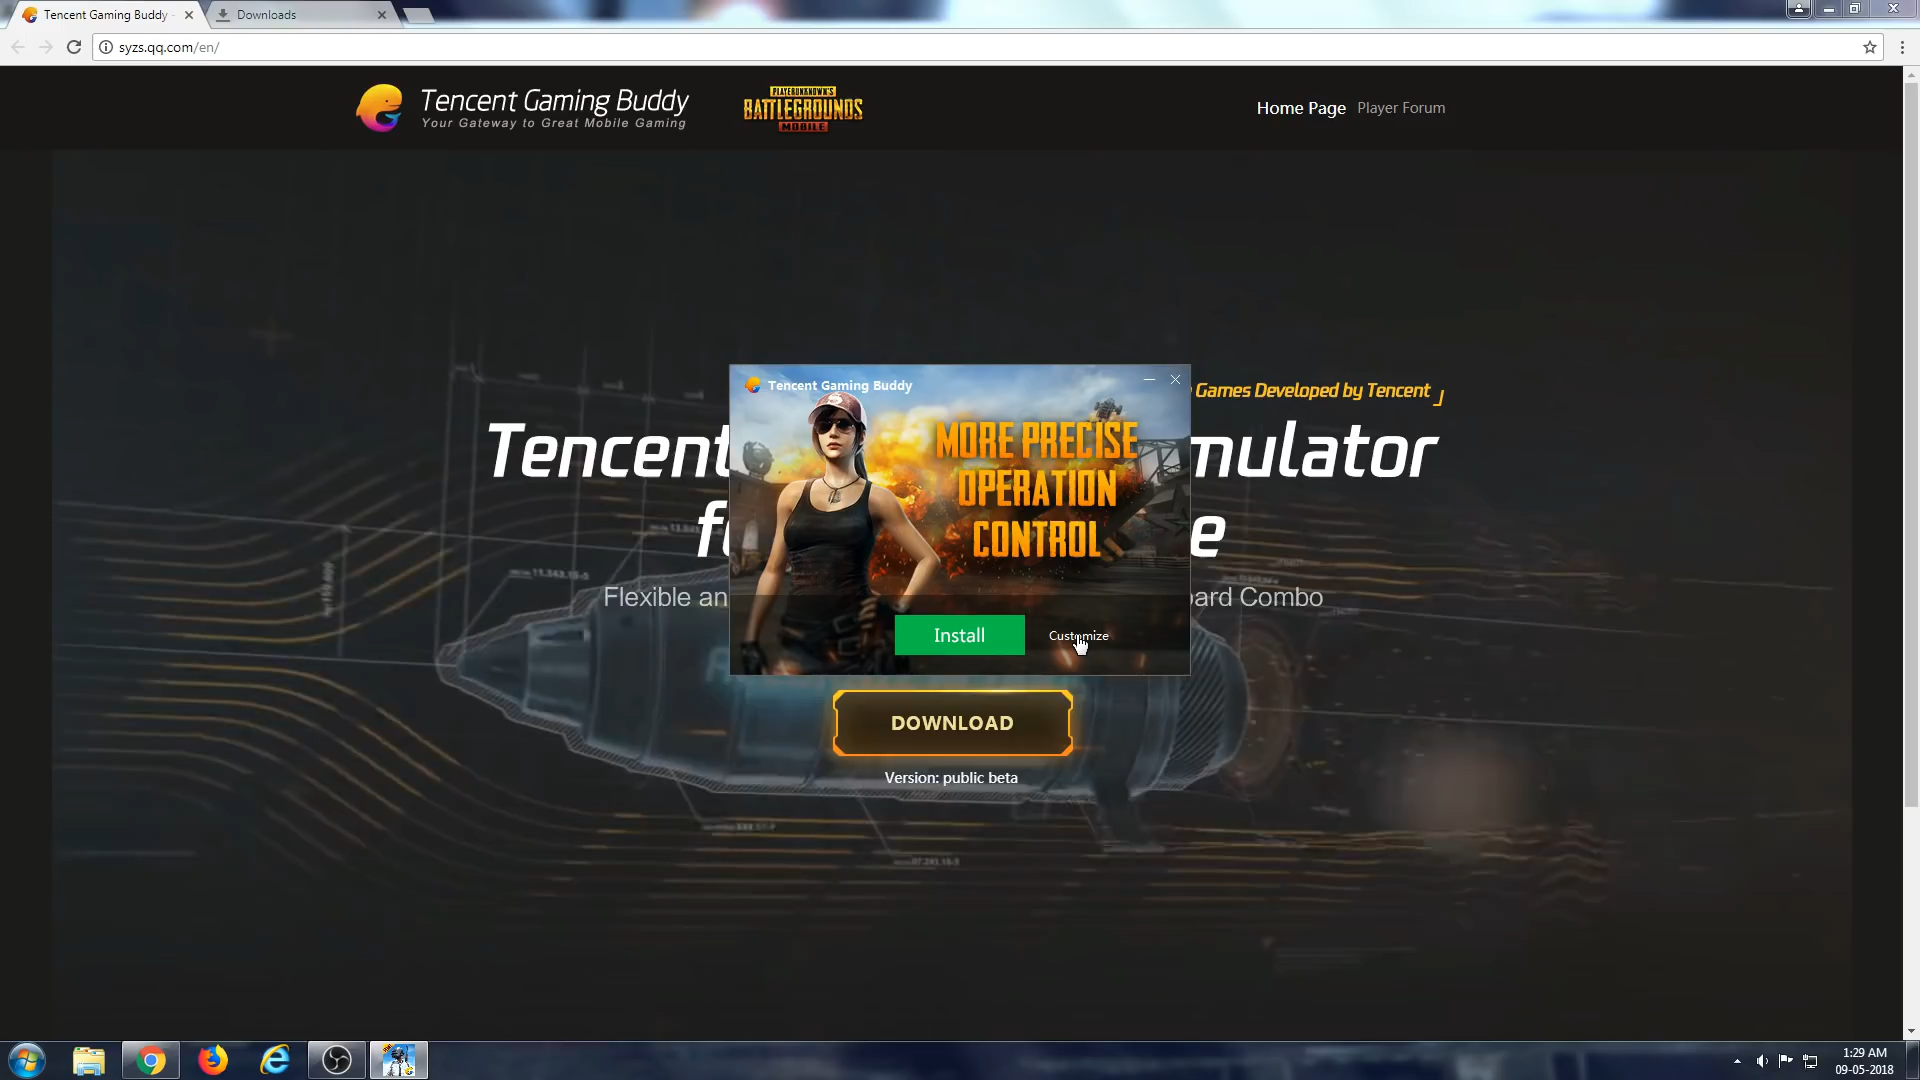 Tencent Gaming Buddy -
Downloads
syzs.qq.com/en/
Tencent Gaming Buddy
Your Gateway to Great Mobile Gaming
PLAYERUNKNOWN'S
BATTLEGROUNDS
MOBILE
Home Page
Player Forum
Games Developed by Tencent
Tencent
mulator
Tencent Gaming Buddy
MORE PRECISE
OPERATION
CONTROL
Flexible an
ard Combo
Install
Customize
DOWNLOAD
Version: public beta
1:29 AM
09-05-2018